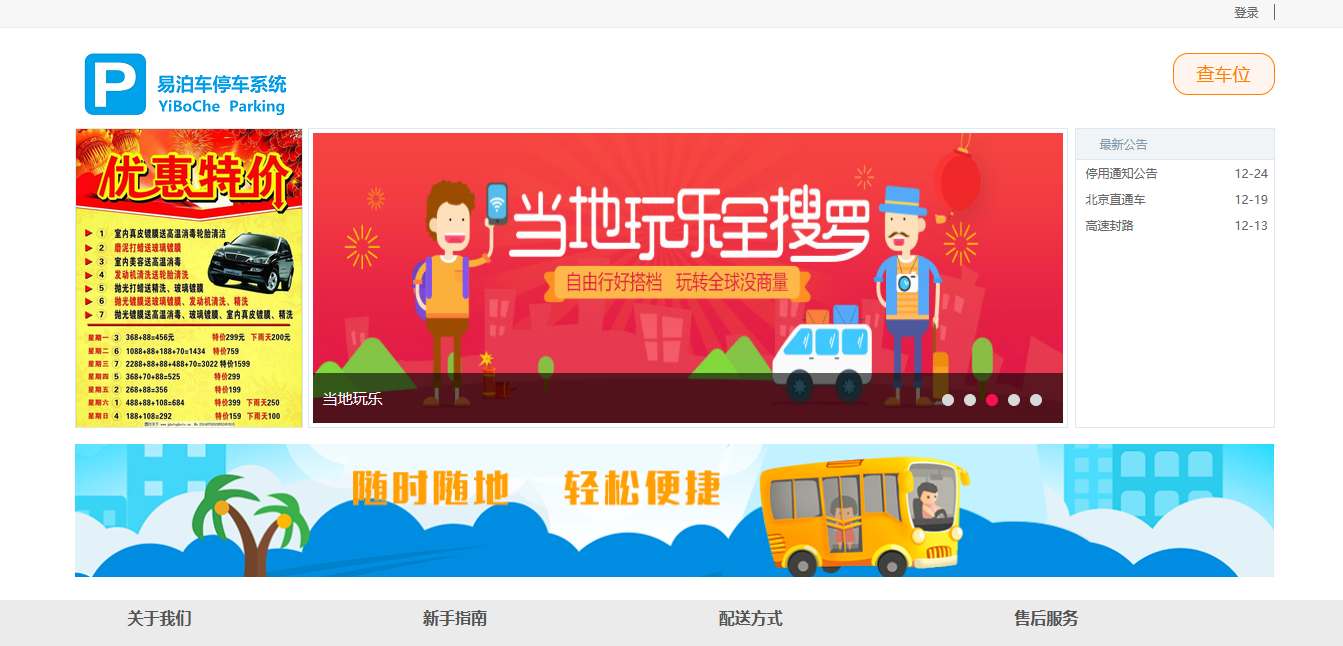 登录
P
易泊车停车系统
YiBoChe Parking
查车位
优惠特价
1 室内真皮镀膜送高温消毒轮胎清洁
2 磨泥打蜡送玻璃镀膜
3 室内美容送高温消毒
4 发动机清洗送轮胎清洗
5 抛光打蜡送精洗、玻璃镀膜
6 抛光镀膜送玻璃镀膜、发动机清洗、精洗
7 抛光镀膜送高温消毒、玻璃镀膜、室内真皮镀膜、精洗
星期一 3 368+88=456元 特价299元 下雨天200元
星期二 6 1088+88+188+70=1434 特价759
星期三 7 2288+88+88+488+70=3022 特价1599
星期四 5 368+70+88=525 特价299
星期五 2 268+88=356 特价199
星期六 1 488+88+108=684 特价399 下雨天250
星期日 4 188+108=292 特价159 下雨天100
当地玩乐全搜罗
自由行好搭档 玩转全球没商量
当地玩乐
最新公告
停用通知公告 12-24
北京直通车 12-19
高速封路 12-13
随时随地 轻松便捷
关于我们 新手指南 配送方式 售后服务